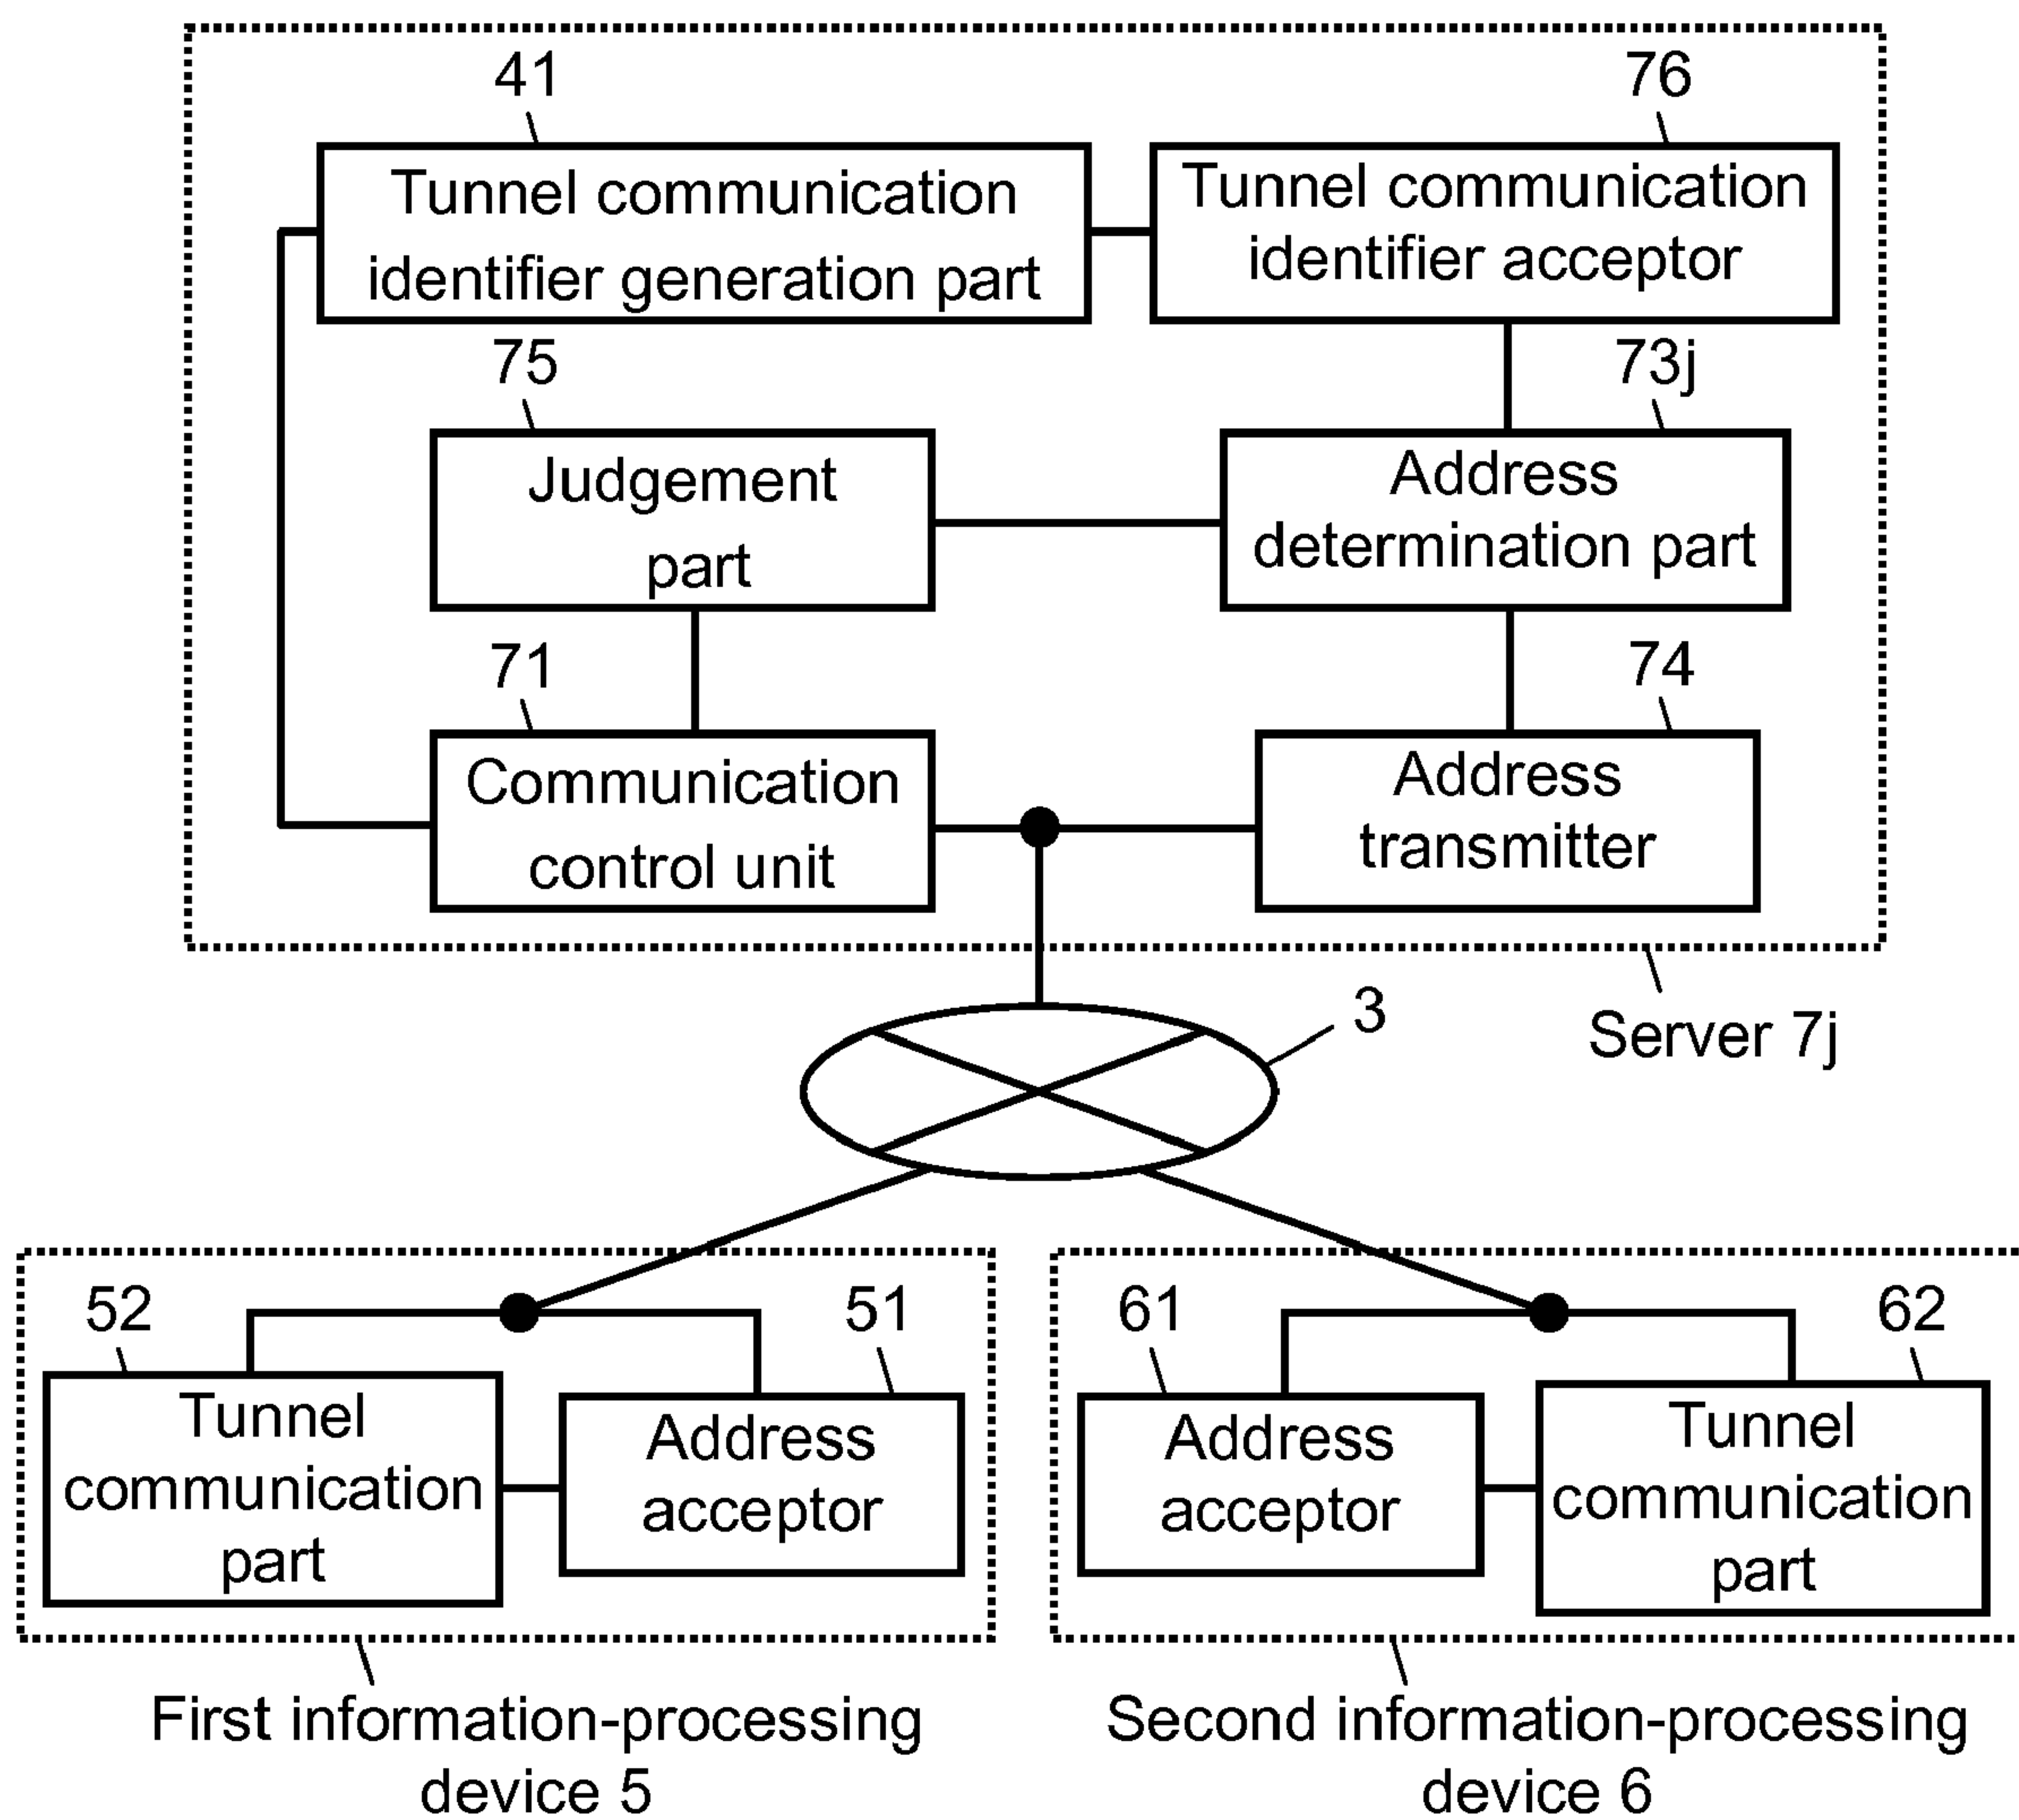 41
76
Tunnel communication
identifier generation part
Tunnel communication
identifier acceptor
75
73j
Judgement
part
Address
determination part
71
74
Communication
control unit
Address
transmitter
3
Server 7j
52
51
61
62
Tunnel
communication
part
Address
acceptor
Address
acceptor
Tunnel
communication
part
First information-processing
device 5
Second information-processing
device 6